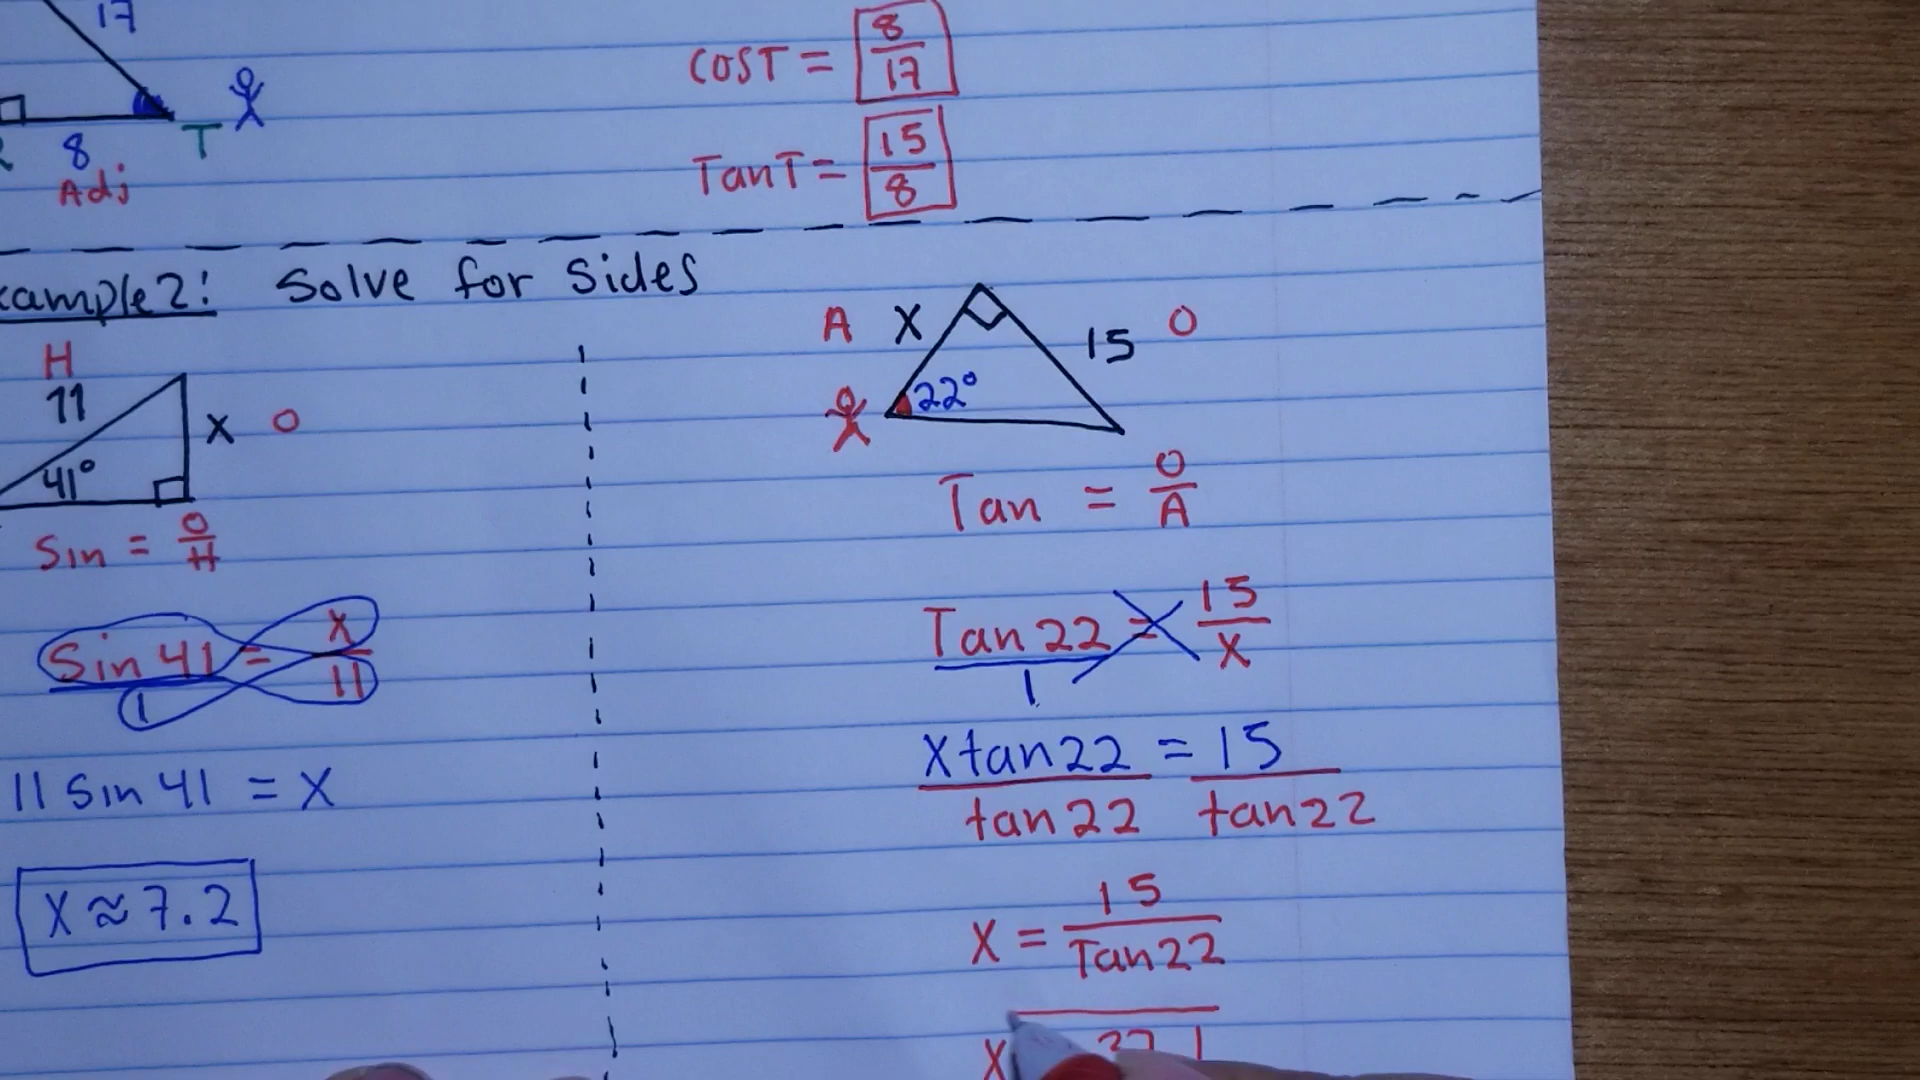 17
COST = 8/17
8 T
Adj
TanT = 15/8
xample 2: Solve for Sides
H
11
X O
41°
Sin = O/H
Sin 41 / 1 = X/11
11 Sin 41 = X
X ≈ 7.2
A X 15 O
22°
Tan = O/A
Tan 22 / 1 = 15/X
X tan 22 / tan 22 = 15 / tan 22
X = 15 / Tan 22
X